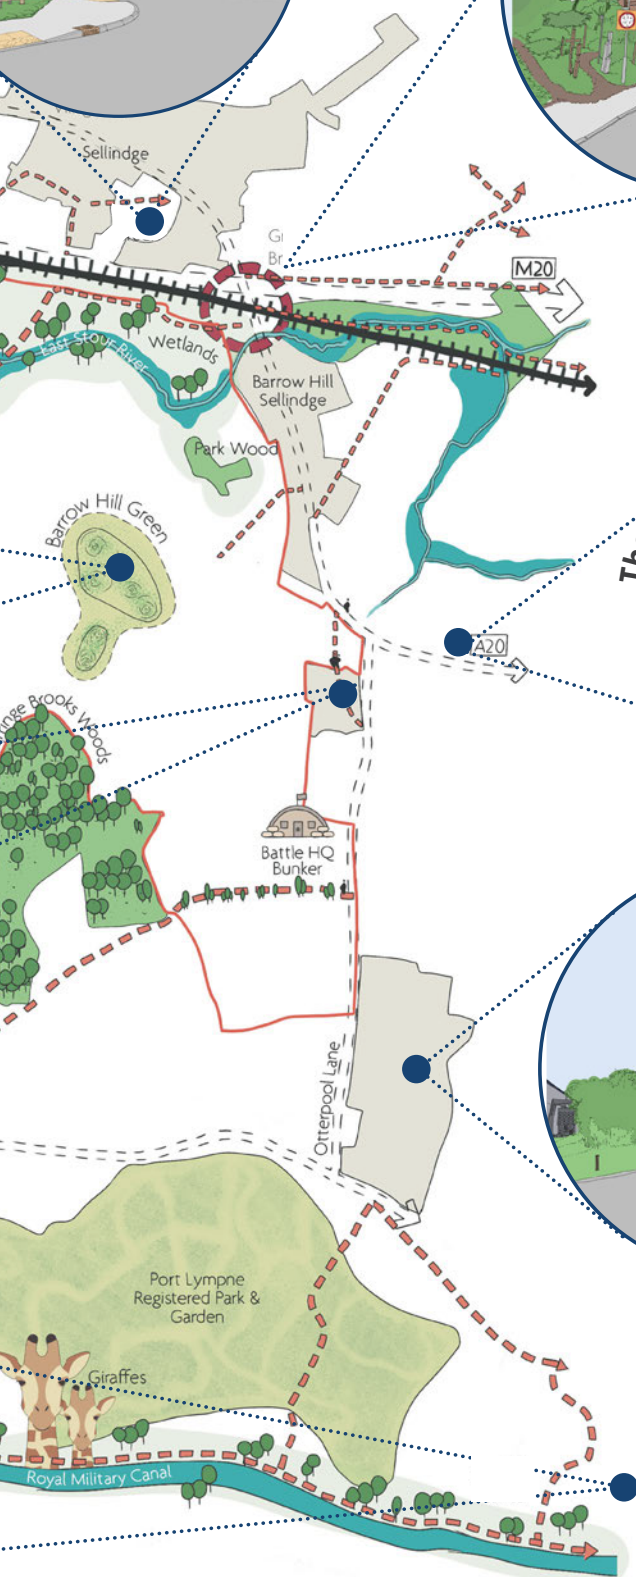 Sellindge
M20
East Stour River
Wetlands
Barrow Hill
Sellindge
Park Wood
Barrow Hill Green
A20
Brooks Woods
Battle HQ
Bunker
Otterpool Lane
Port Lympne
Registered Park &
Garden
Giraffes
Royal Military Canal